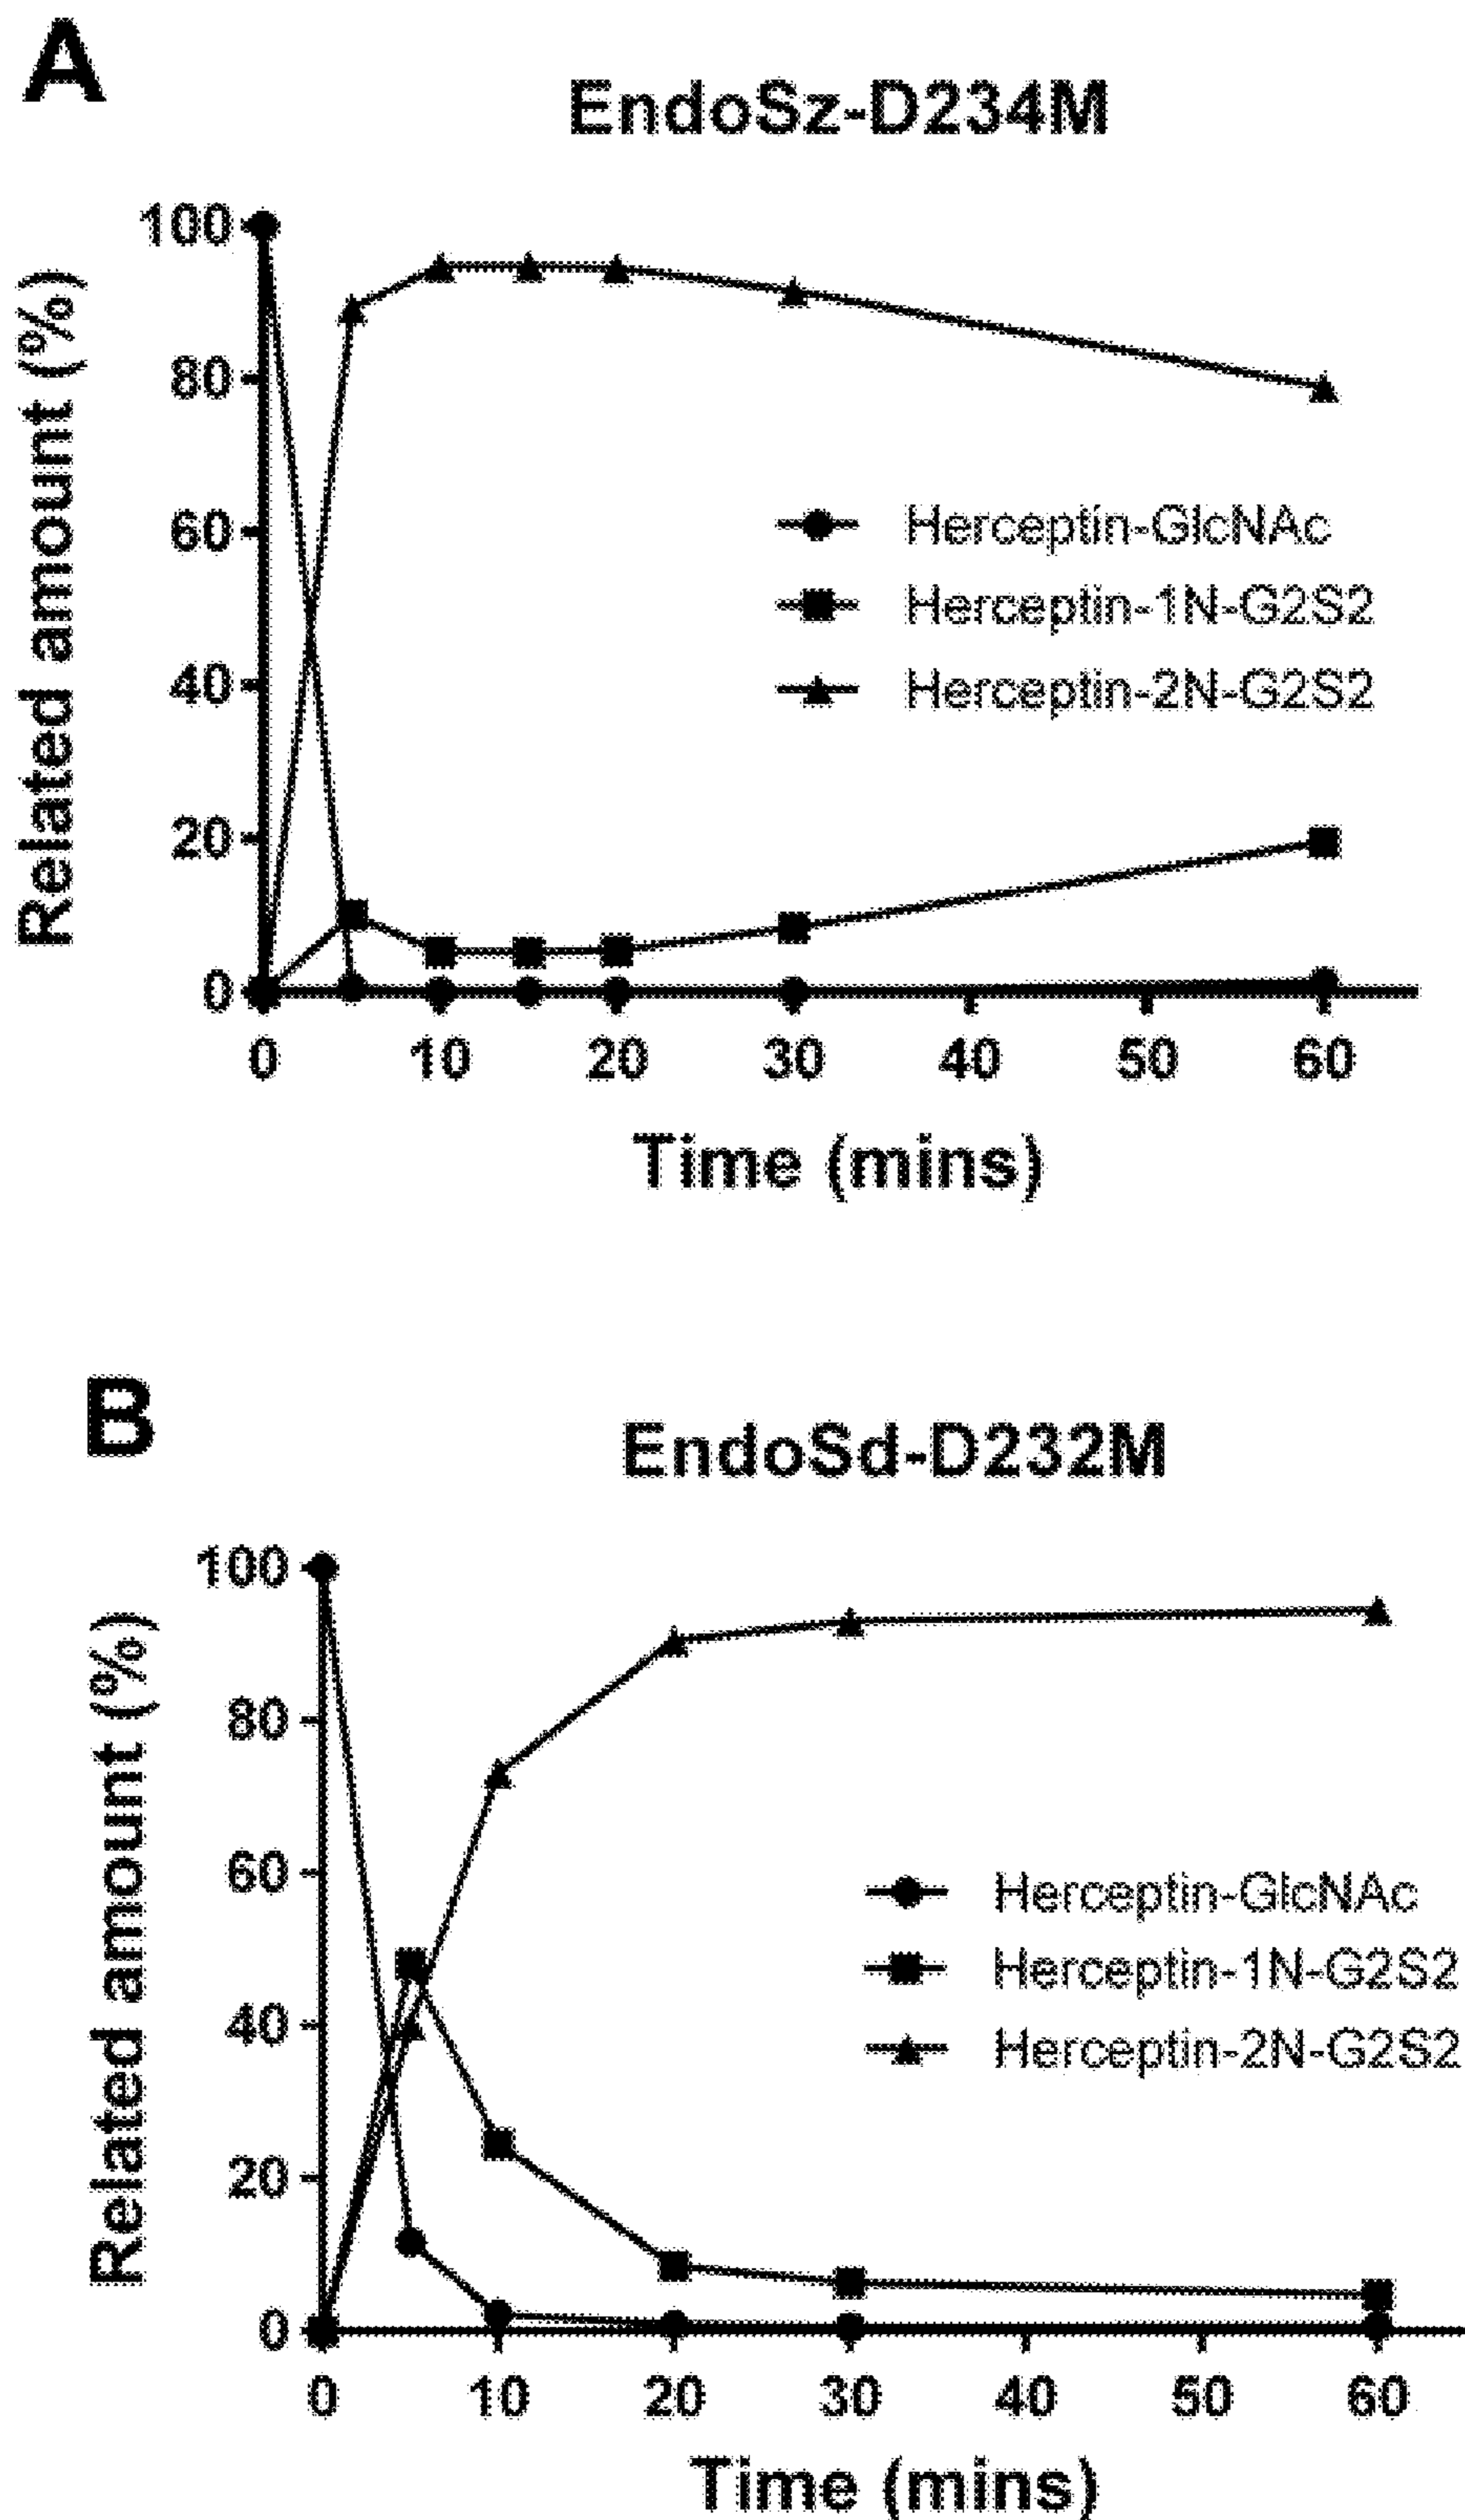 A
EndoSz-D234M
Related amount (%)
100
80
60
40
20
0
Herceptin-GlcNAc
Herceptin-1N-G2S2
Herceptin-2N-G2S2
0 10 20 30 40 50 60
Time (mins)
B
EndoSd-D232M
Related amount (%)
100
80
60
40
20
0
Herceptin-GlcNAc
Herceptin-1N-G2S2
Herceptin-2N-G2S2
0 10 20 30 40 50 60
Time (mins)